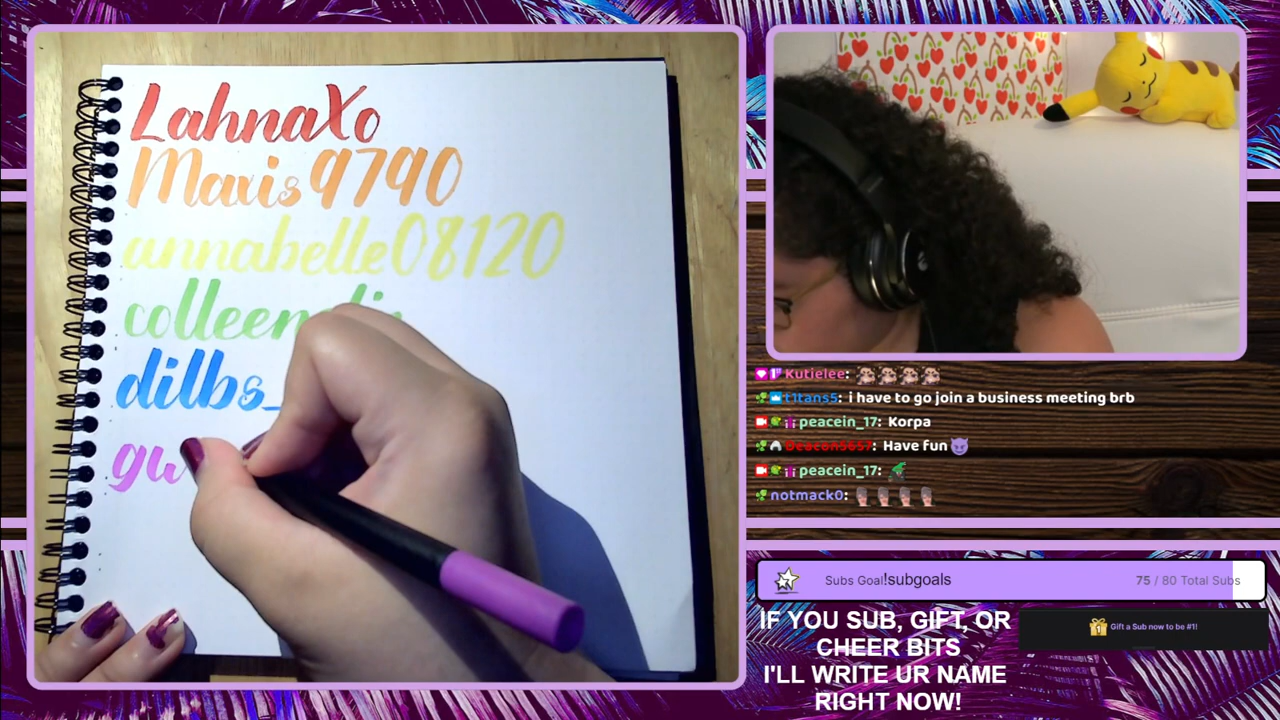 LahnaXo
Maxis9790
annabelle08120
dilbs_
gw
Kutielee:
t1tans5: i have to go join a business meeting brb
peacein_17: Korpa
Deacon5657: Have fun
peacein_17:
notmack0:
Subs Goal !subgoals
75 / 80 Total Subs
IF YOU SUB, GIFT, OR
CHEER BITS
I'LL WRITE UR NAME
RIGHT NOW!
Gift a Sub now to be #1!